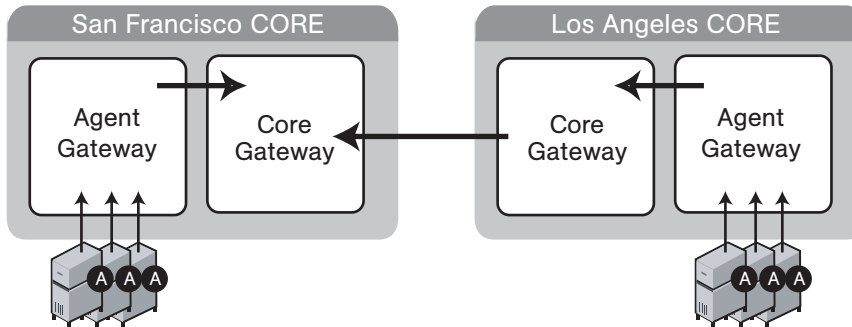 San Francisco CORE
Agent
Gateway
Core
Gateway
A A A
Los Angeles CORE
Core
Gateway
Agent
Gateway
A A A